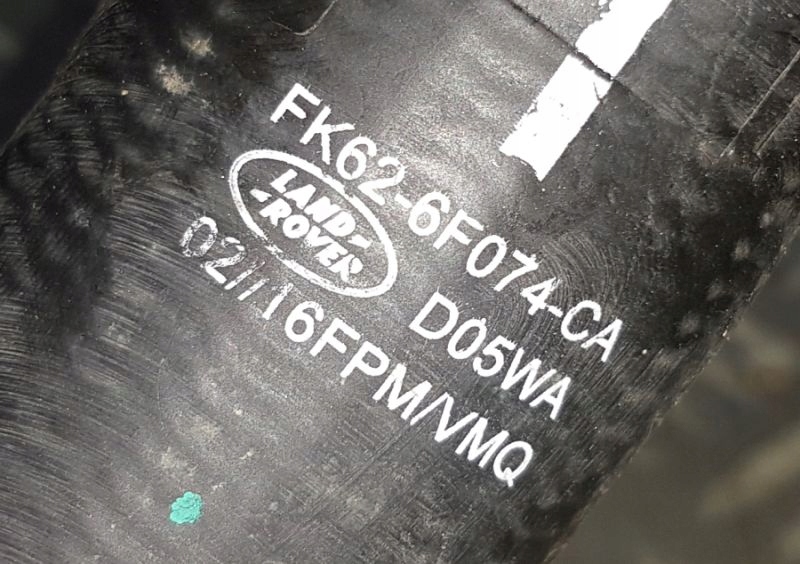 FK62-6F074-CA
LAND-
-ROVER
D05WA
02//16FPM/VMQ